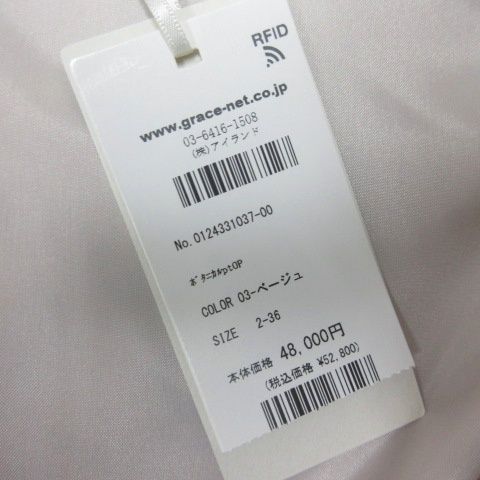 RFID
www.grace-net.co.jp
03-6416-1508
(株)アイランド
No. 0124331037-00
ﾎﾞﾀﾆｶﾙptOP
COLOR 03-ベージュ
SIZE 2-36
本体価格 48,000円
(税込価格 ¥52,800)